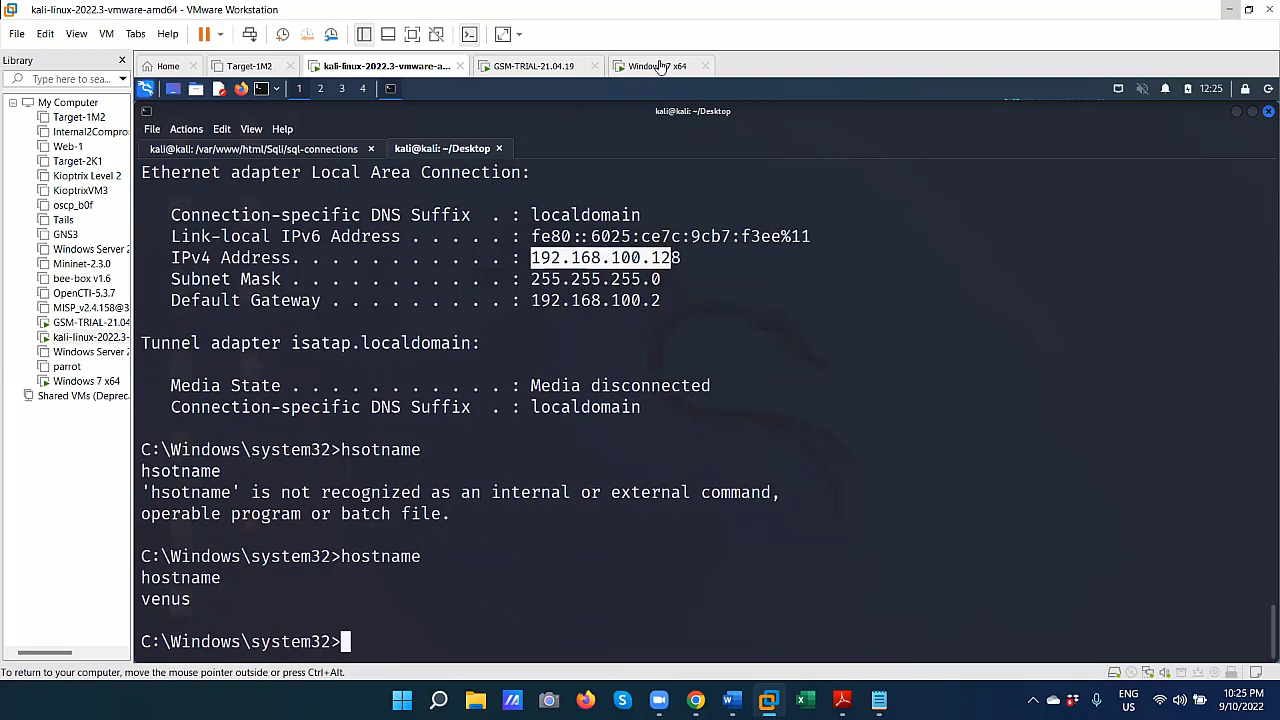 kali-linux-2022.3-vmware-amd64 - VMware Workstation
File Edit View VM Tabs Help
Library
Type here to sea...
Home
Target-1M2
kali-linux-2022.3-vmware-a...
GSM-TRIAL-21.04.19
Windows 7 x64
1 2 3 4
12:25
My Computer
Target-1M2
Internal2Compro
Web-1
Target-2K1
Kioptrix Level 2
KioptrixVM3
oscp_b0f
Tails
GNS3
Windows Server 2
Mininet-2.3.0
bee-box v1.6
OpenCTI-5.3.7
MISP_v2.4.158@3
GSM-TRIAL-21.04
kali-linux-2022.3-
Windows Server 2
parrot
Windows 7 x64
Shared VMs (Deprec
kali@kali: ~/Desktop
File Actions Edit View Help
kali@kali: /var/www/html/Sqli/sql-connections
kali@kali: ~/Desktop
Ethernet adapter Local Area Connection:
Connection-specific DNS Suffix . : localdomain
Link-local IPv6 Address . . . . . : fe80::6025:ce7c:9cb7:f3ee%11
IPv4 Address. . . . . . . . . . . : 192.168.100.128
Subnet Mask . . . . . . . . . . . : 255.255.255.0
Default Gateway . . . . . . . . . : 192.168.100.2
Tunnel adapter isatap.localdomain:
Media State . . . . . . . . . . . : Media disconnected
Connection-specific DNS Suffix . : localdomain
C:\Windows\system32>hsotname
hsotname
'hsotname' is not recognized as an internal or external command,
operable program or batch file.
C:\Windows\system32>hostname
hostname
venus
C:\Windows\system32>
To return to your computer, move the mouse pointer outside or press Ctrl+Alt.
ENG
US
10:25 PM
9/10/2022